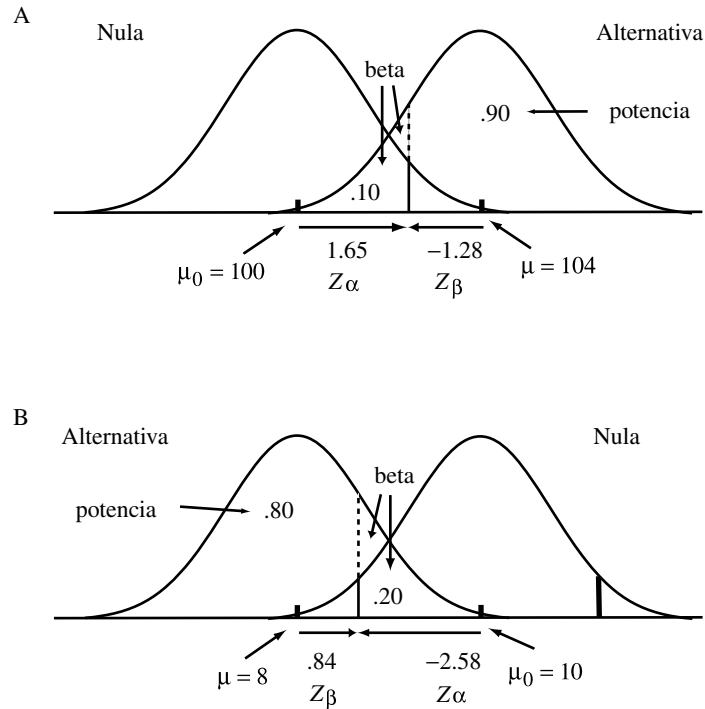 A
Nula
Alternativa
beta
.90
potencia
.10
1.65
−1.28
μ₀ = 100
Zα
Zβ
μ = 104
B
Alternativa
Nula
beta
potencia
.80
.20
μ = 8
.84
−2.58
μ₀ = 10
Zβ
Zα